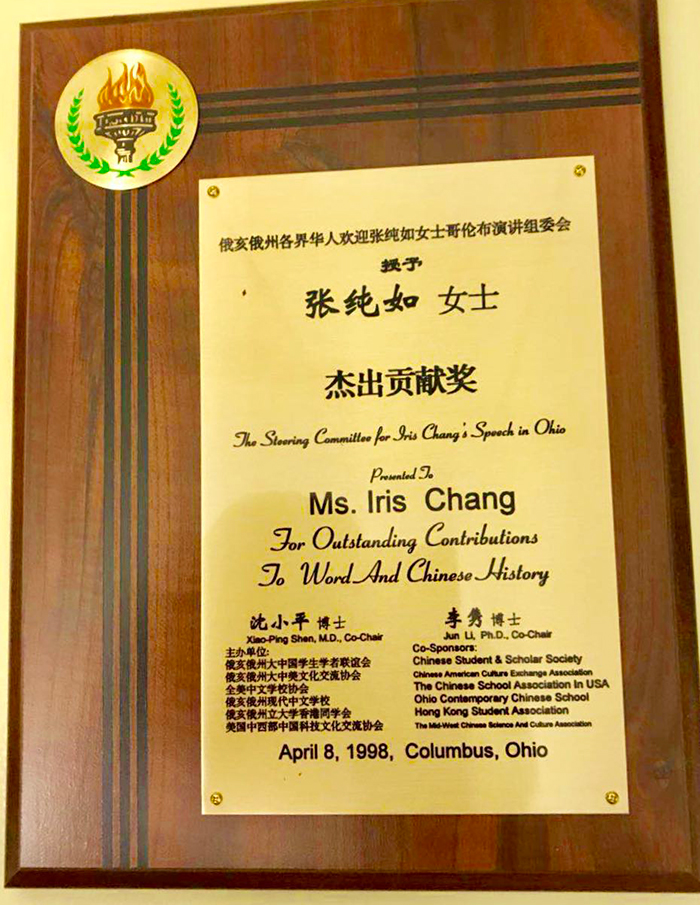 俄亥俄州各界华人欢迎张纯如女士哥伦布演讲组委会
授予
张纯如 女士
杰出贡献奖
The Steering Committee for Iris Chang's Speech in Ohio
Presented To
Ms. Iris Chang
For Outstanding Contributions
To Word And Chinese History
沈小平 博士
Xiao-Ping Shen, M.D., Co-Chair
主办单位:
俄亥俄州大中国学生学者联谊会
俄亥俄州大中美文化交流协会
全美中文学校协会
俄亥俄州现代中文学校
俄亥俄州立大学香港同学会
美国中西部中国科技文化交流协会
李隽 博士
Jun Li, Ph.D., Co-Chair
Co-Sponsors:
Chinese Student & Scholar Society
Chinese American Culture Exchange Association
The Chinese School Association In USA
Ohio Contemporary Chinese School
Hong Kong Student Association
The Mid-West Chinese Science And Culture Association
April 8, 1998, Columbus, Ohio